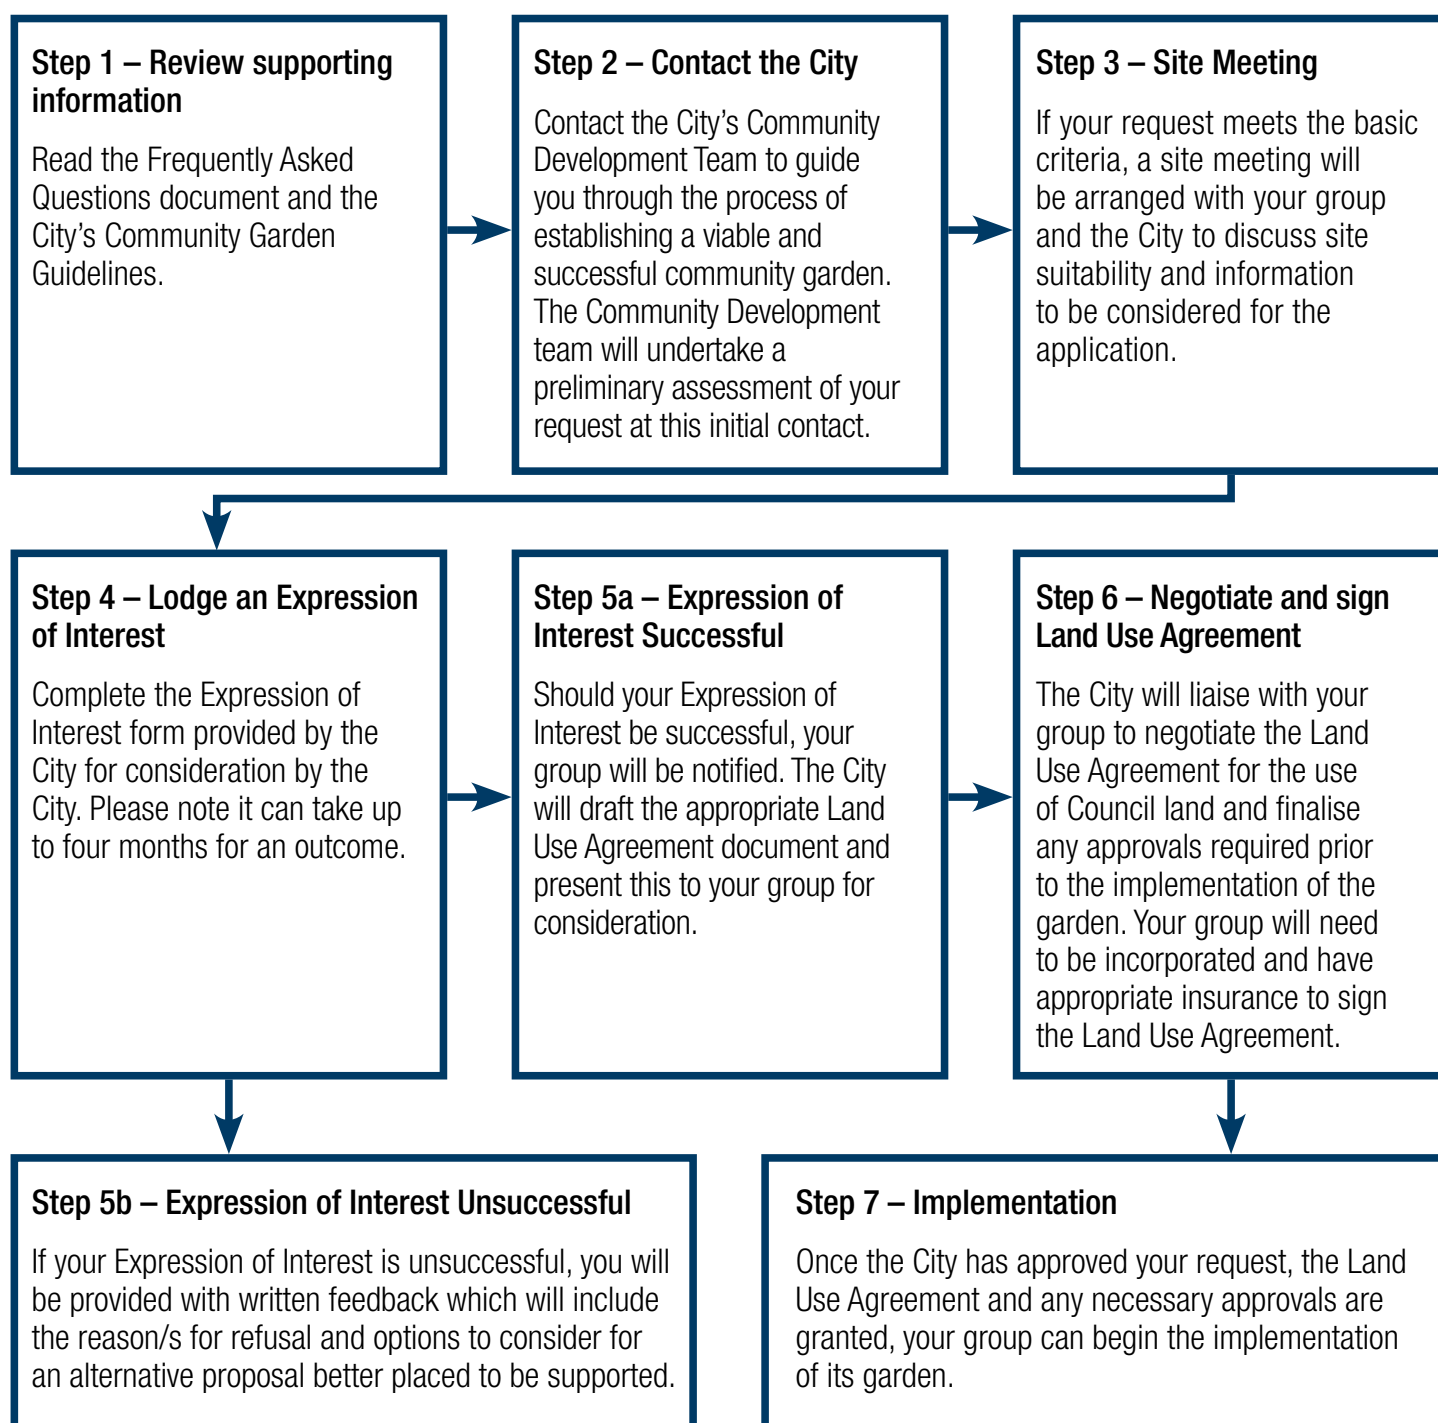 Step 1 – Review supporting
information
Read the Frequently Asked
Questions document and the
City’s Community Garden
Guidelines.
Step 2 – Contact the City
Contact the City’s Community
Development Team to guide
you through the process of
establishing a viable and
successful community garden.
The Community Development
team will undertake a
preliminary assessment of your
request at this initial contact.
Step 3 – Site Meeting
If your request meets the basic
criteria, a site meeting will
be arranged with your group
and the City to discuss site
suitability and information
to be considered for the
application.
Step 4 – Lodge an Expression
of Interest
Complete the Expression of
Interest form provided by the
City for consideration by the
City. Please note it can take up
to four months for an outcome.
Step 5a – Expression of
Interest Successful
Should your Expression of
Interest be successful, your
group will be notified. The City
will draft the appropriate Land
Use Agreement document and
present this to your group for
consideration.
Step 6 – Negotiate and sign
Land Use Agreement
The City will liaise with your
group to negotiate the Land
Use Agreement for the use
of Council land and finalise
any approvals required prior
to the implementation of the
garden. Your group will need
to be incorporated and have
appropriate insurance to sign
the Land Use Agreement.
Step 5b – Expression of Interest Unsuccessful
If your Expression of Interest is unsuccessful, you will
be provided with written feedback which will include
the reason/s for refusal and options to consider for
an alternative proposal better placed to be supported.
Step 7 – Implementation
Once the City has approved your request, the Land
Use Agreement and any necessary approvals are
granted, your group can begin the implementation
of its garden.